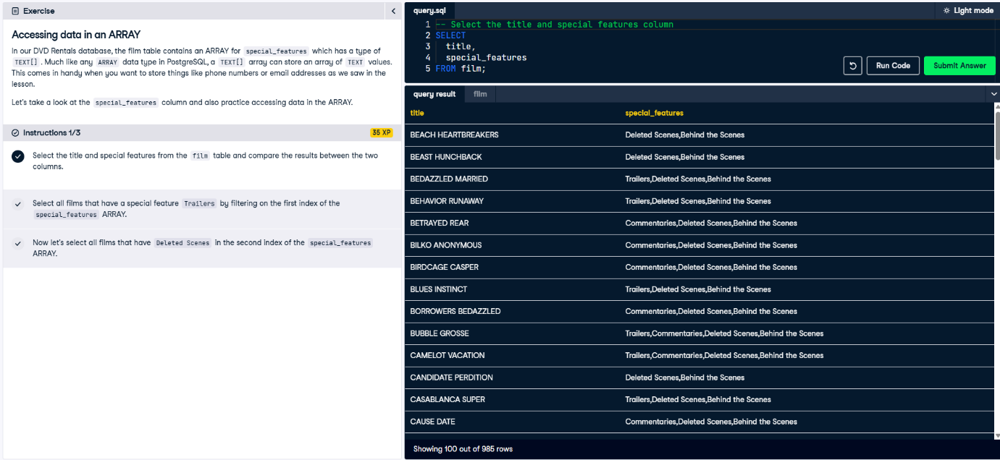 Exercise
Accessing data in an ARRAY
In our DVD Rentals database, the film table contains an ARRAY for special_features which has a type of
TEXT[] . Much like any ARRAY data type in PostgreSQL, a TEXT[] array can store an array of TEXT values.
This comes in handy when you want to store things like phone numbers or email addresses as we saw in the
lesson.
Let's take a look at the special_features column and also practice accessing data in the ARRAY.
Instructions 1/3
35 XP
Select the title and special features from the film table and compare the results between the two
columns.
Select all films that have a special feature Trailers by filtering on the first index of the
special_features ARRAY.
Now let's select all films that have Deleted Scenes in the second index of the special_features
ARRAY.
query.sql
Light mode
1 -- Select the title and special features column
2 SELECT
3 title,
4 special_features
5 FROM film;
Run Code
Submit Answer
query result film
title special_features
BEACH HEARTBREAKERS Deleted Scenes,Behind the Scenes
BEAST HUNCHBACK Deleted Scenes,Behind the Scenes
BEDAZZLED MARRIED Trailers,Deleted Scenes,Behind the Scenes
BEHAVIOR RUNAWAY Trailers,Deleted Scenes,Behind the Scenes
BETRAYED REAR Commentaries,Deleted Scenes,Behind the Scenes
BILKO ANONYMOUS Commentaries,Deleted Scenes,Behind the Scenes
BIRDCAGE CASPER Commentaries,Deleted Scenes,Behind the Scenes
BLUES INSTINCT Trailers,Deleted Scenes,Behind the Scenes
BORROWERS BEDAZZLED Commentaries,Deleted Scenes,Behind the Scenes
BUBBLE GROSSE Trailers,Commentaries,Deleted Scenes,Behind the Scenes
CAMELOT VACATION Trailers,Commentaries,Deleted Scenes,Behind the Scenes
CANDIDATE PERDITION Deleted Scenes,Behind the Scenes
CASABLANCA SUPER Trailers,Deleted Scenes,Behind the Scenes
CAUSE DATE Commentaries,Deleted Scenes,Behind the Scenes
Showing 100 out of 985 rows